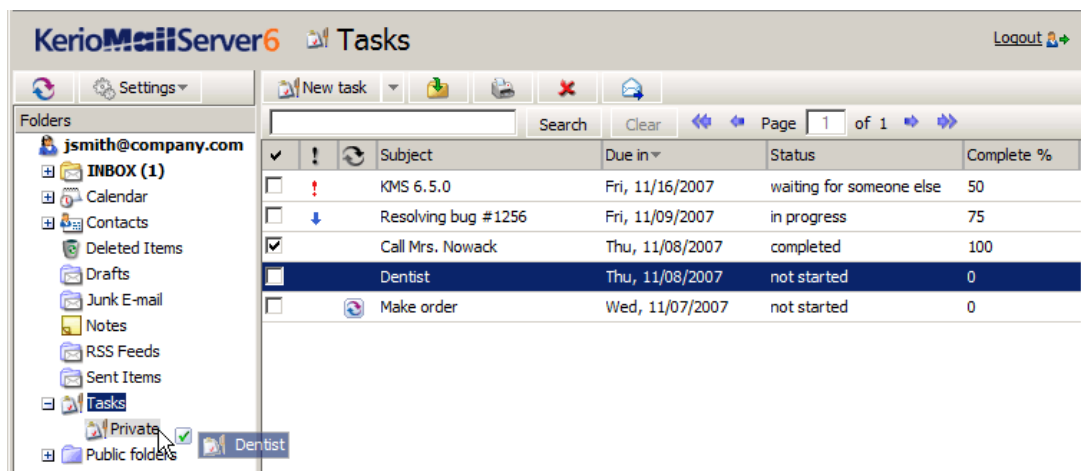 KerioMailServer6 Tasks Logout
Settings New task
Folders Search Clear Page 1 of 1
jsmith@company.com
! Subject Due in Status Complete %
INBOX (1)
! KMS 6.5.0 Fri, 11/16/2007 waiting for someone else 50
Calendar
Contacts
Resolving bug #1256 Fri, 11/09/2007 in progress 75
Deleted Items
Call Mrs. Nowack Thu, 11/08/2007 completed 100
Drafts
Dentist Thu, 11/08/2007 not started 0
Junk E-mail
Make order Wed, 11/07/2007 not started 0
Notes
RSS Feeds
Sent Items
Tasks
Private
Dentist
Public folders